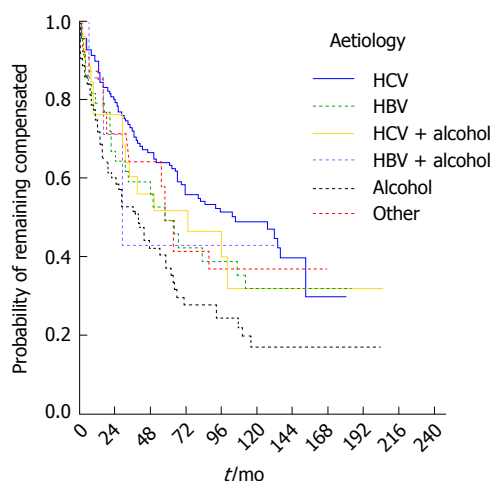 Probability of remaining compensated
1.0
0.8
0.6
0.4
0.2
0.0
Aetiology
HCV
HBV
HCV + alcohol
HBV + alcohol
Alcohol
Other
0 24 48 72 96 120 144 168 192 216 240
t/mo